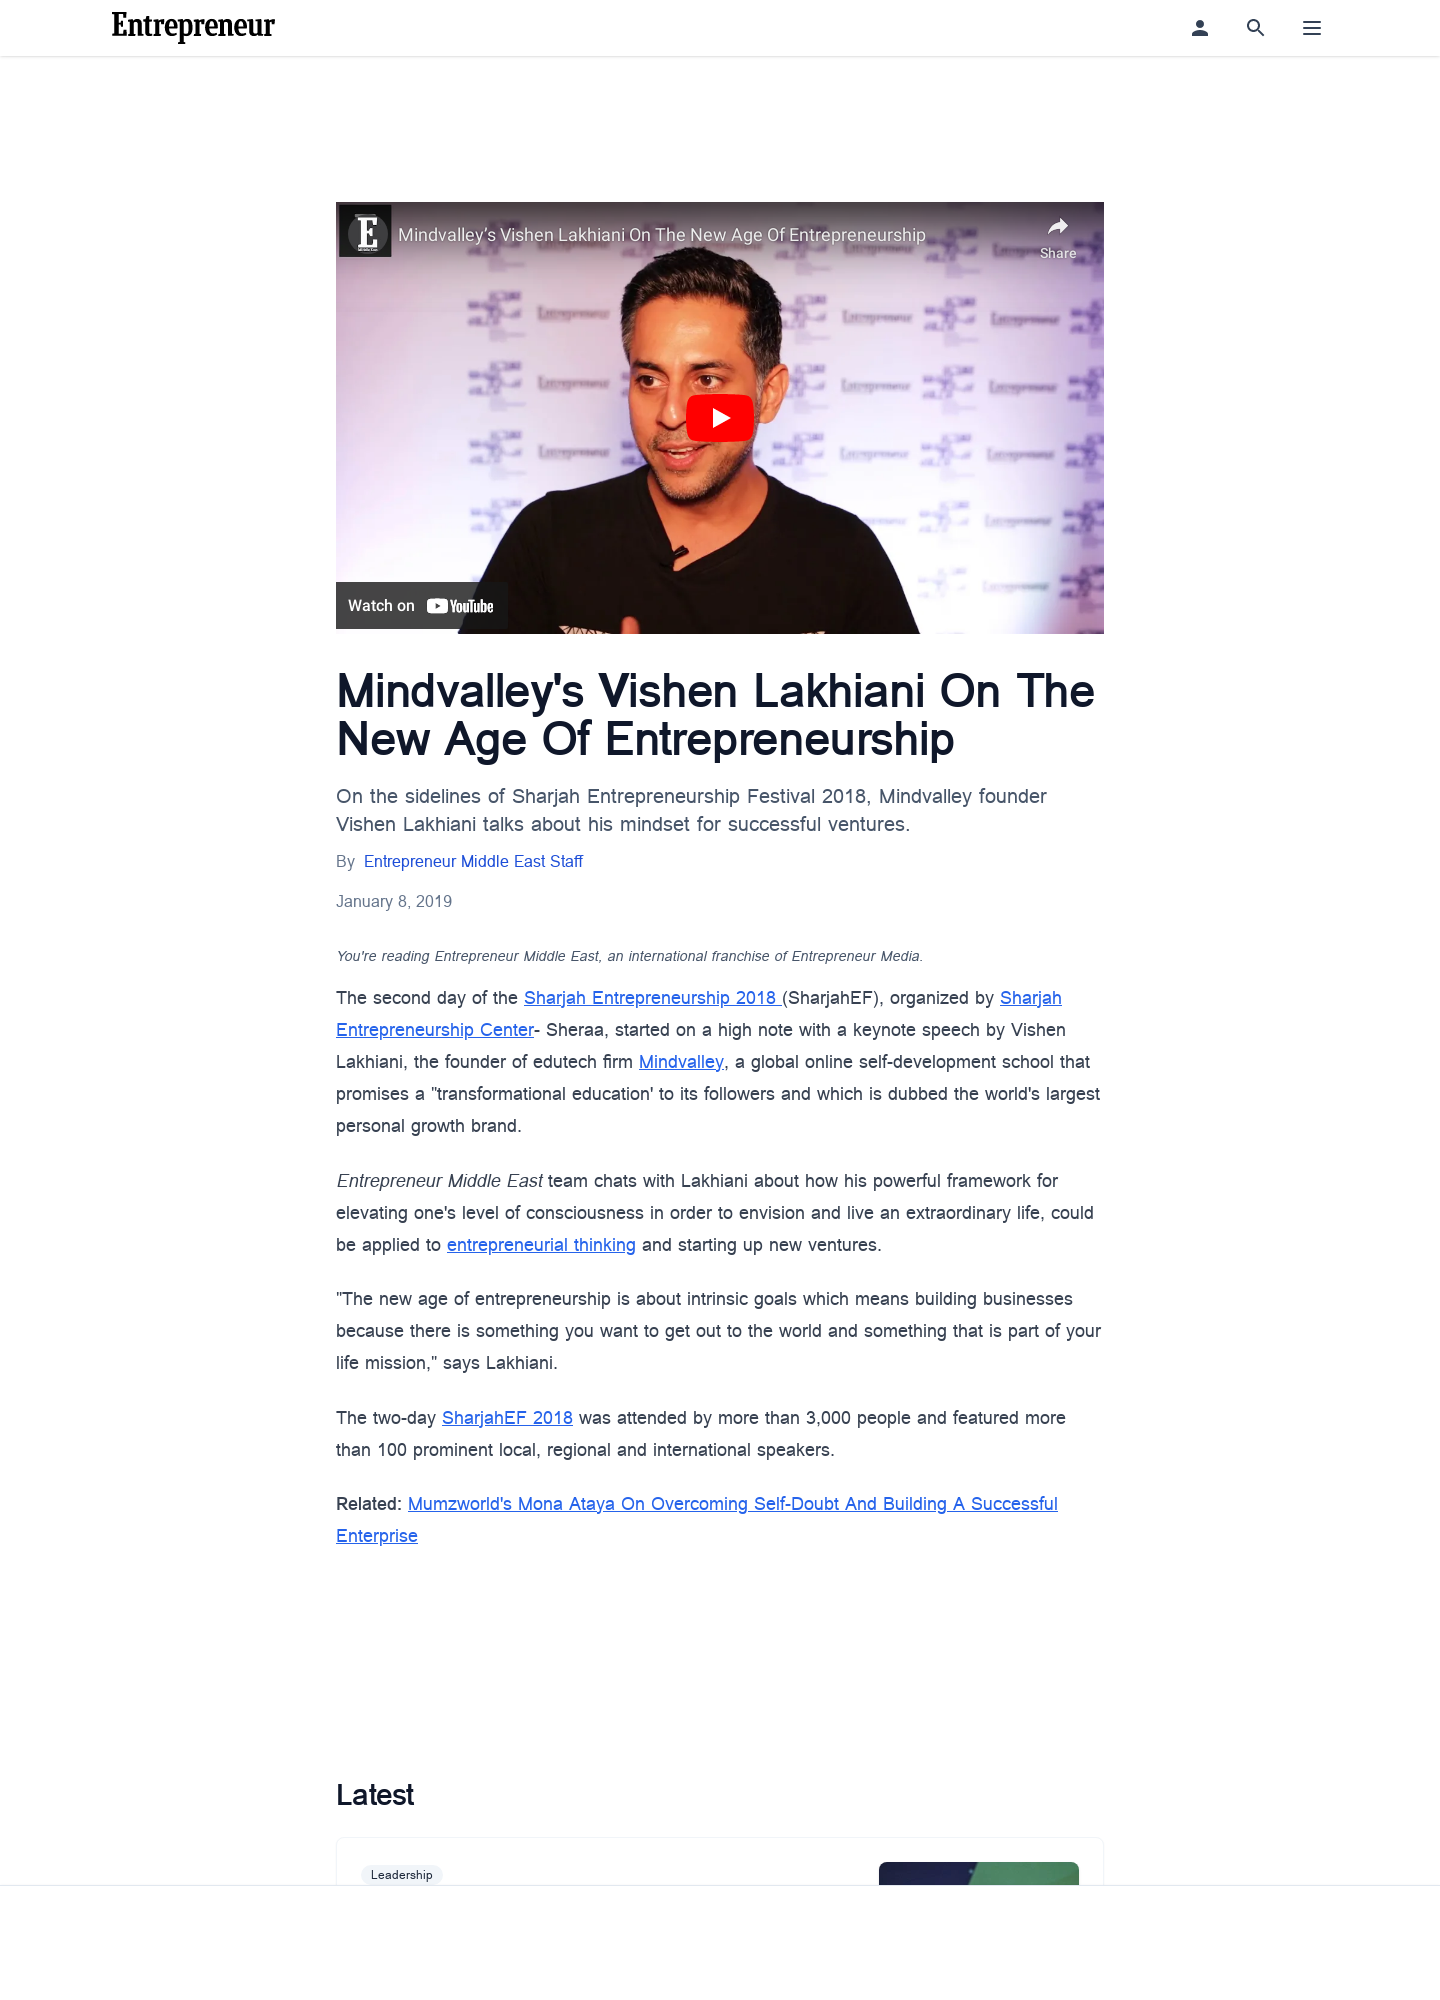 Entrepreneur
Mindvalley’s Vishen Lakhiani On The New Age Of Entrepreneurship
Share
Watch on YouTube
Mindvalley's Vishen Lakhiani On The
New Age Of Entrepreneurship
On the sidelines of Sharjah Entrepreneurship Festival 2018, Mindvalley founder
Vishen Lakhiani talks about his mindset for successful ventures.
By Entrepreneur Middle East Staff
January 8, 2019
You're reading Entrepreneur Middle East, an international franchise of Entrepreneur Media.
The second day of the Sharjah Entrepreneurship 2018 (SharjahEF), organized by Sharjah
Entrepreneurship Center- Sheraa, started on a high note with a keynote speech by Vishen
Lakhiani, the founder of edutech firm Mindvalley, a global online self-development school that
promises a "transformational education' to its followers and which is dubbed the world's largest
personal growth brand.
Entrepreneur Middle East team chats with Lakhiani about how his powerful framework for
elevating one's level of consciousness in order to envision and live an extraordinary life, could
be applied to entrepreneurial thinking and starting up new ventures.
"The new age of entrepreneurship is about intrinsic goals which means building businesses
because there is something you want to get out to the world and something that is part of your
life mission," says Lakhiani.
The two-day SharjahEF 2018 was attended by more than 3,000 people and featured more
than 100 prominent local, regional and international speakers.
Related: Mumzworld's Mona Ataya On Overcoming Self-Doubt And Building A Successful
Enterprise
Latest
Leadership